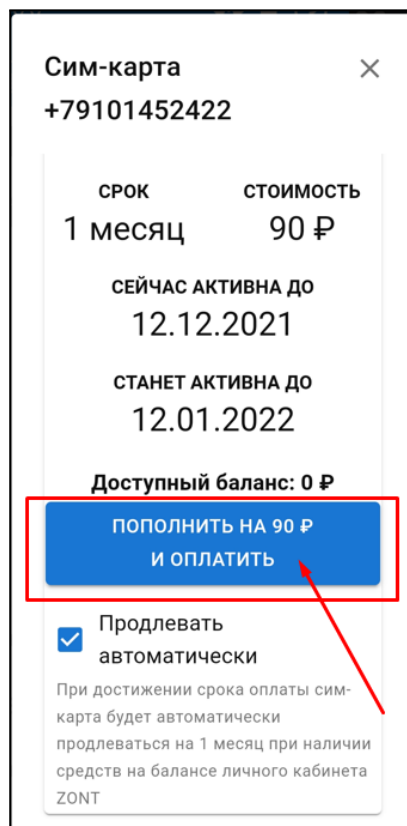 Сим-карта
+79101452422
СРОК СТОИМОСТЬ
1 месяц 90 ₽
СЕЙЧАС АКТИВНА ДО
12.12.2021
СТАНЕТ АКТИВНА ДО
12.01.2022
Доступный баланс: 0 ₽
ПОПОЛНИТЬ НА 90 ₽
И ОПЛАТИТЬ
Продлевать
автоматически
При достижении срока оплаты сим-
карта будет автоматически
продлеваться на 1 месяц при наличии
средств на балансе личного кабинета
ZONT